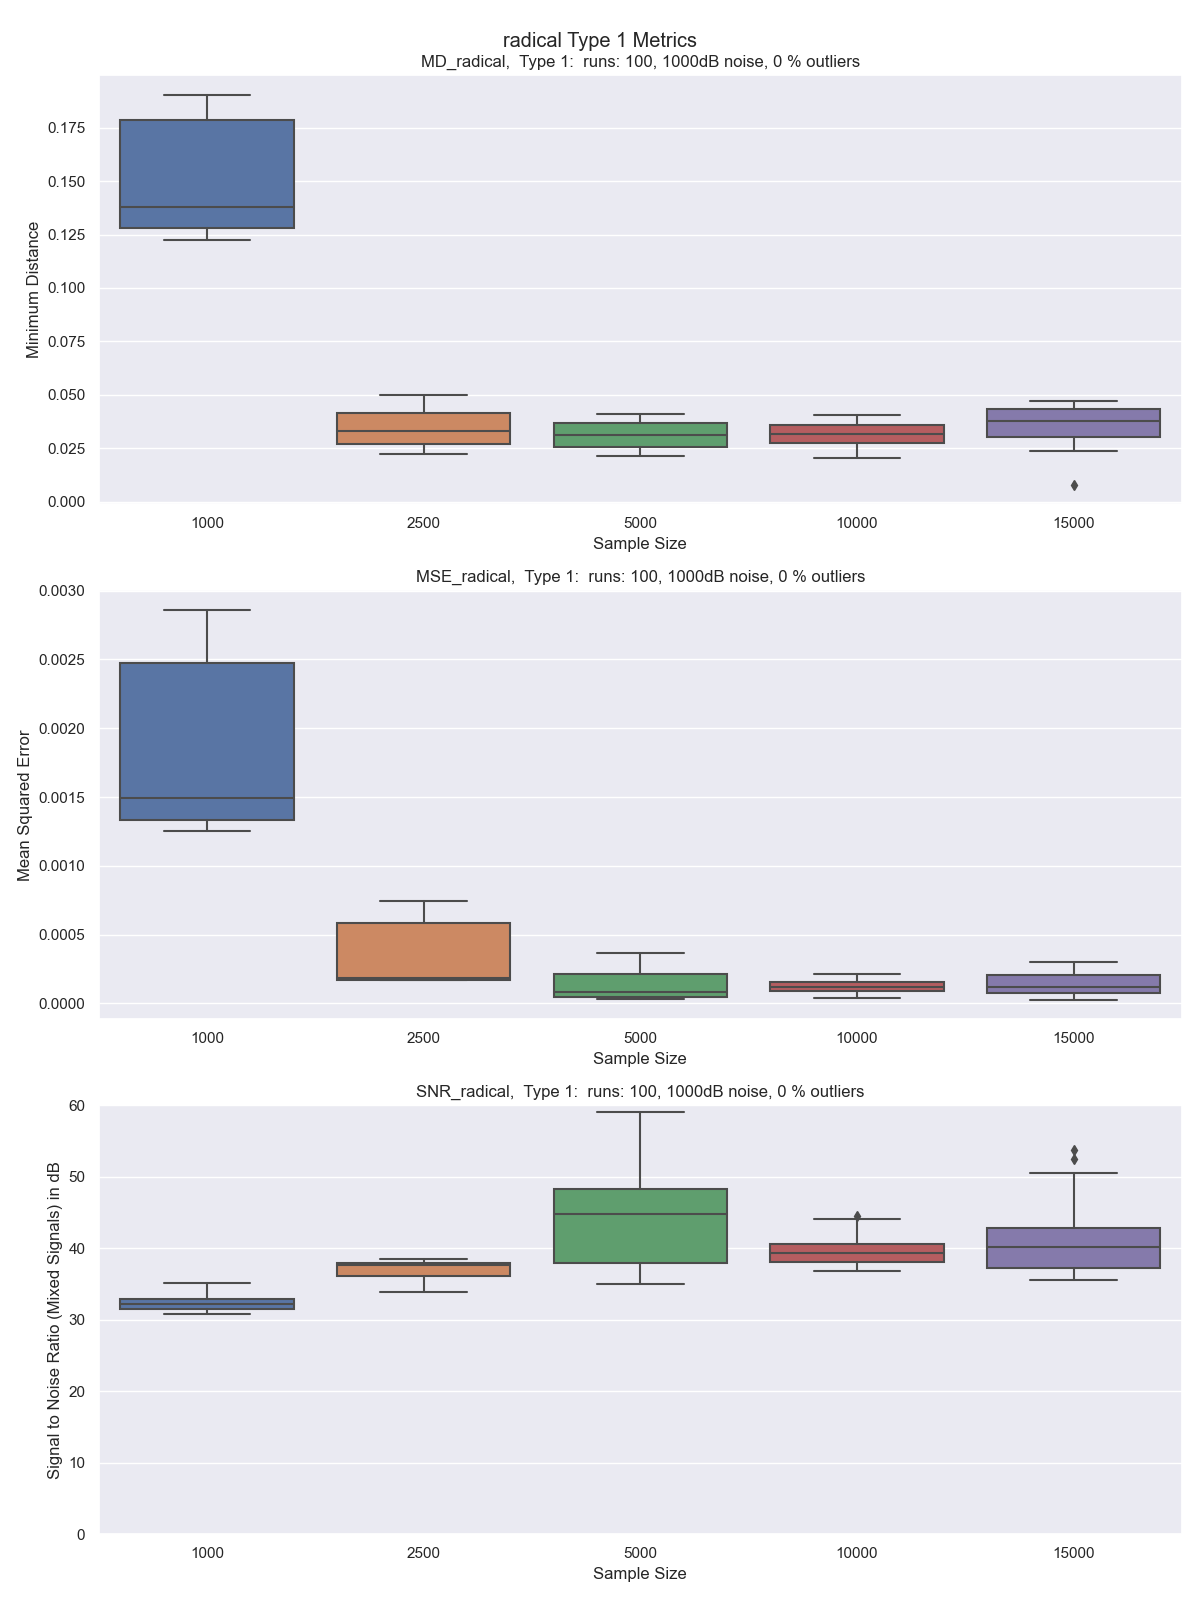 radical Type 1 Metrics
MD_radical,  Type 1:  runs: 100, 1000dB noise, 0 % outliers
0.175
0.150
0.125
0.100
0.075
0.050
0.025
0.000
Minimum Distance
1000 2500 5000 10000 15000
Sample Size
MSE_radical,  Type 1:  runs: 100, 1000dB noise, 0 % outliers
0.0030
0.0025
0.0020
0.0015
0.0010
0.0005
0.0000
Mean Squared Error
1000 2500 5000 10000 15000
Sample Size
SNR_radical,  Type 1:  runs: 100, 1000dB noise, 0 % outliers
60
50
40
30
20
10
0
Signal to Noise Ratio (Mixed Signals) in dB
1000 2500 5000 10000 15000
Sample Size